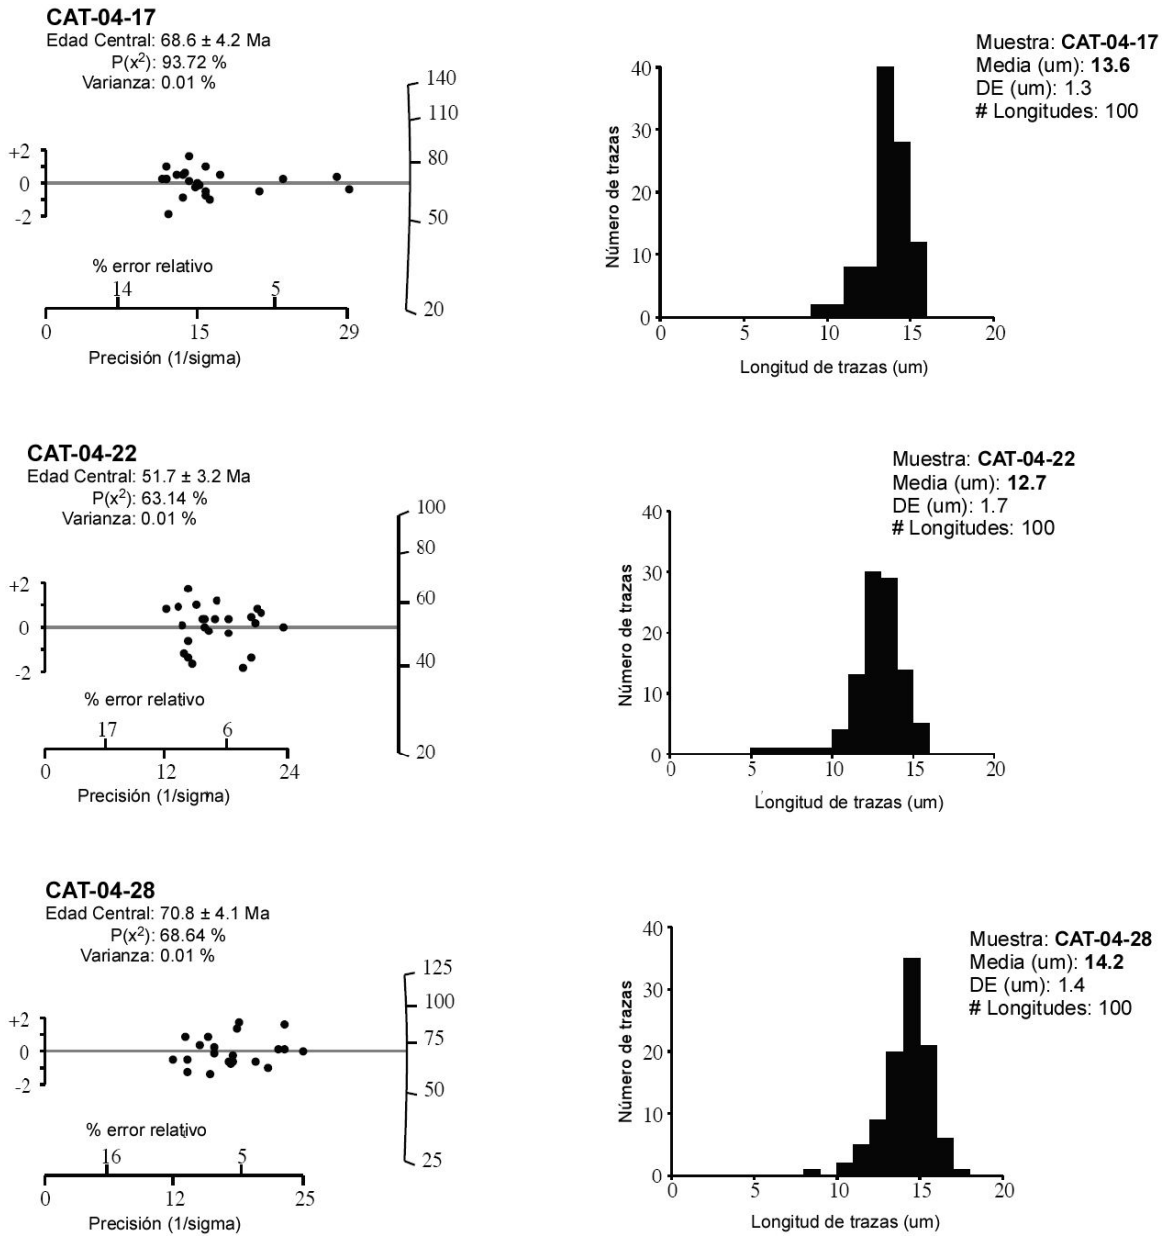 CAT-04-17
Edad Central: 68.6 ± 4.2 Ma
P(x²): 93.72 %
Varianza: 0.01 %
+2
0
-2
140
110
80
50
20
% error relativo
14
5
0
15
29
Precisión (1/sigma)
Muestra: CAT-04-17
Media (um): 13.6
DE (um): 1.3
# Longitudes: 100
Número de trazas
40
30
20
10
0
0
5
10
15
20
Longitud de trazas (um)
CAT-04-22
Edad Central: 51.7 ± 3.2 Ma
P(x²): 63.14 %
Varianza: 0.01 %
+2
0
-2
100
80
60
40
20
% error relativo
17
6
0
12
24
Precisión (1/sigma)
Muestra: CAT-04-22
Media (um): 12.7
DE (um): 1.7
# Longitudes: 100
Número de trazas
40
30
20
10
0
0
5
10
15
20
Longitud de trazas (um)
CAT-04-28
Edad Central: 70.8 ± 4.1 Ma
P(x²): 68.64 %
Varianza: 0.01 %
+2
0
-2
125
100
75
50
25
% error relativo
16
5
0
12
25
Precisión (1/sigma)
Muestra: CAT-04-28
Media (um): 14.2
DE (um): 1.4
# Longitudes: 100
Número de trazas
40
30
20
10
0
0
5
10
15
20
Longitud de trazas (um)